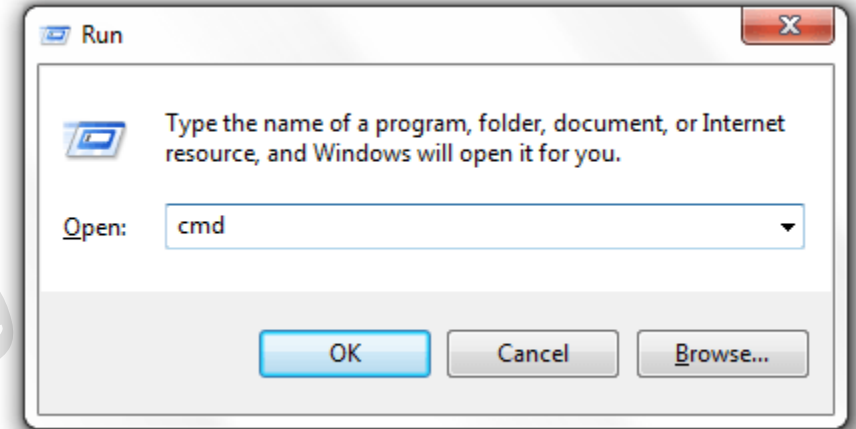 Run
Type the name of a program, folder, document, or Internet
resource, and Windows will open it for you.
Open: cmd
OK Cancel Browse...